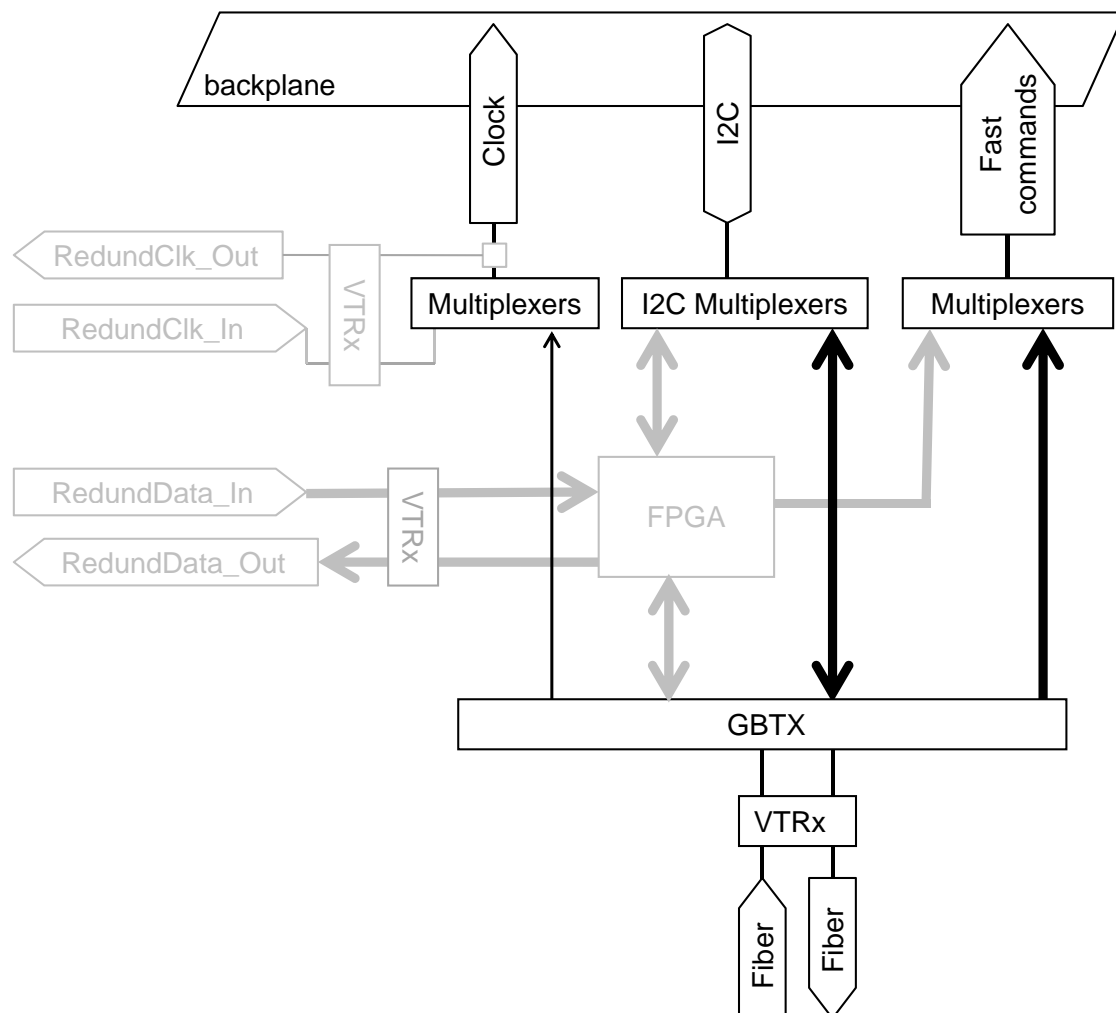 backplane
Clock
I2C
Fast
commands
RedundClk_Out
RedundClk_In
VTRx
Multiplexers
I2C Multiplexers
Multiplexers
RedundData_In
RedundData_Out
VTRx
FPGA
GBTX
VTRx
Fiber
Fiber